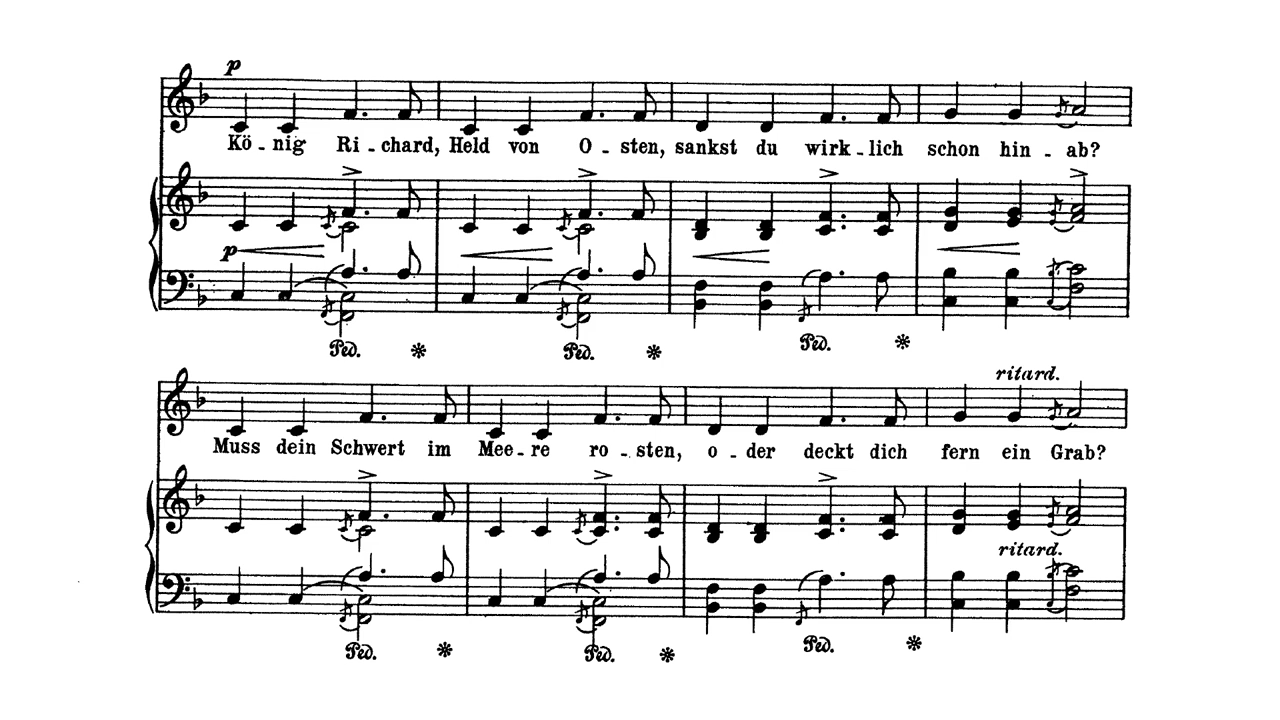 p
Kö - nig Ri - chard, Held von O - sten, sankst du wirk - lich schon hin - ab?
p
Ped. * Ped. * Ped. *
ritard.
Muss dein Schwert im Mee - re ro - sten, o - der deckt dich fern ein Grab?
ritard.
Ped. * Ped. * Ped. *